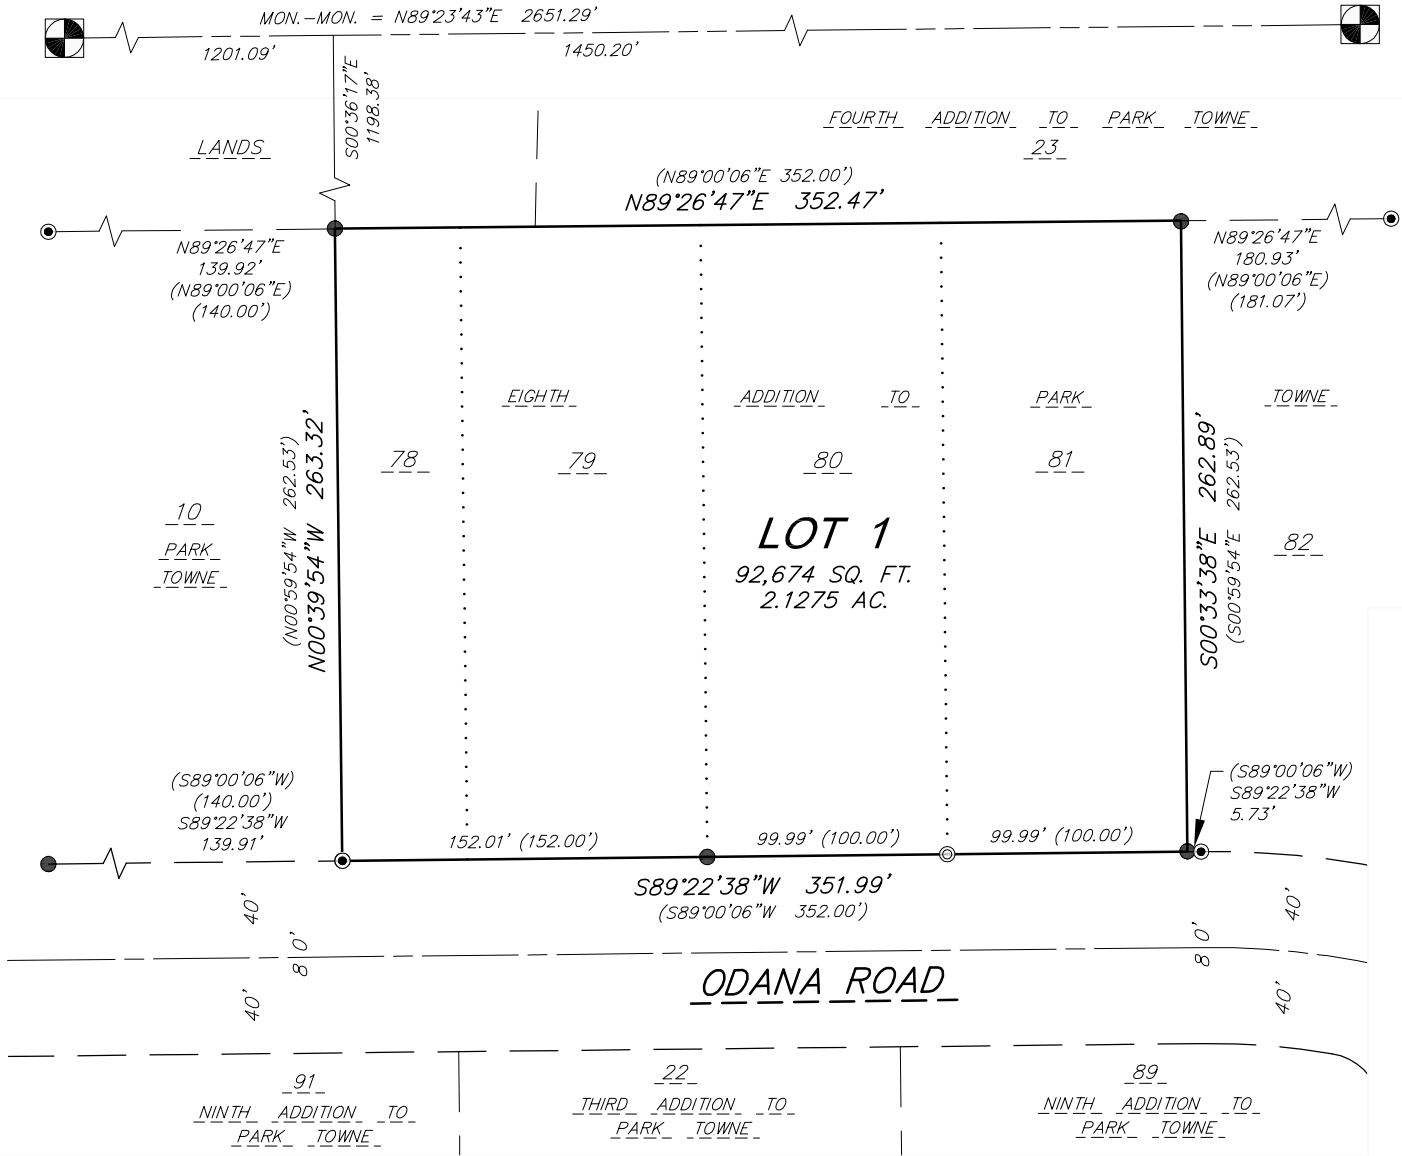 MON.-MON. = N89°23'43"E 2651.29'
1201.09'
1450.20'
S00°36'17"E
1198.38'
LANDS
FOURTH ADDITION TO PARK TOWNE
23
(N89°00'06"E 352.00')
N89°26'47"E 352.47'
N89°26'47"E
139.92'
(N89°00'06"E)
(140.00')
N89°26'47"E
180.93'
(N89°00'06"E)
(181.07')
EIGHTH ADDITION TO PARK TOWNE
78
79
80
81
82
10
PARK
TOWNE
(N00°59'54"W 262.53')
N00°39'54"W 263.32'
LOT 1
92,674 SQ. FT.
2.1275 AC.
S00°33'38"E 262.89'
(S00°59'54"E 262.53')
(S89°00'06"W)
(140.00')
S89°22'38"W
139.91'
152.01' (152.00')
99.99' (100.00')
99.99' (100.00')
(S89°00'06"W)
S89°22'38"W
5.73'
S89°22'38"W 351.99'
(S89°00'06"W 352.00')
40'
80'
40'
40'
80'
40'
ODANA ROAD
91
NINTH ADDITION TO
PARK TOWNE
22
THIRD ADDITION TO
PARK TOWNE
89
NINTH ADDITION TO
PARK TOWNE